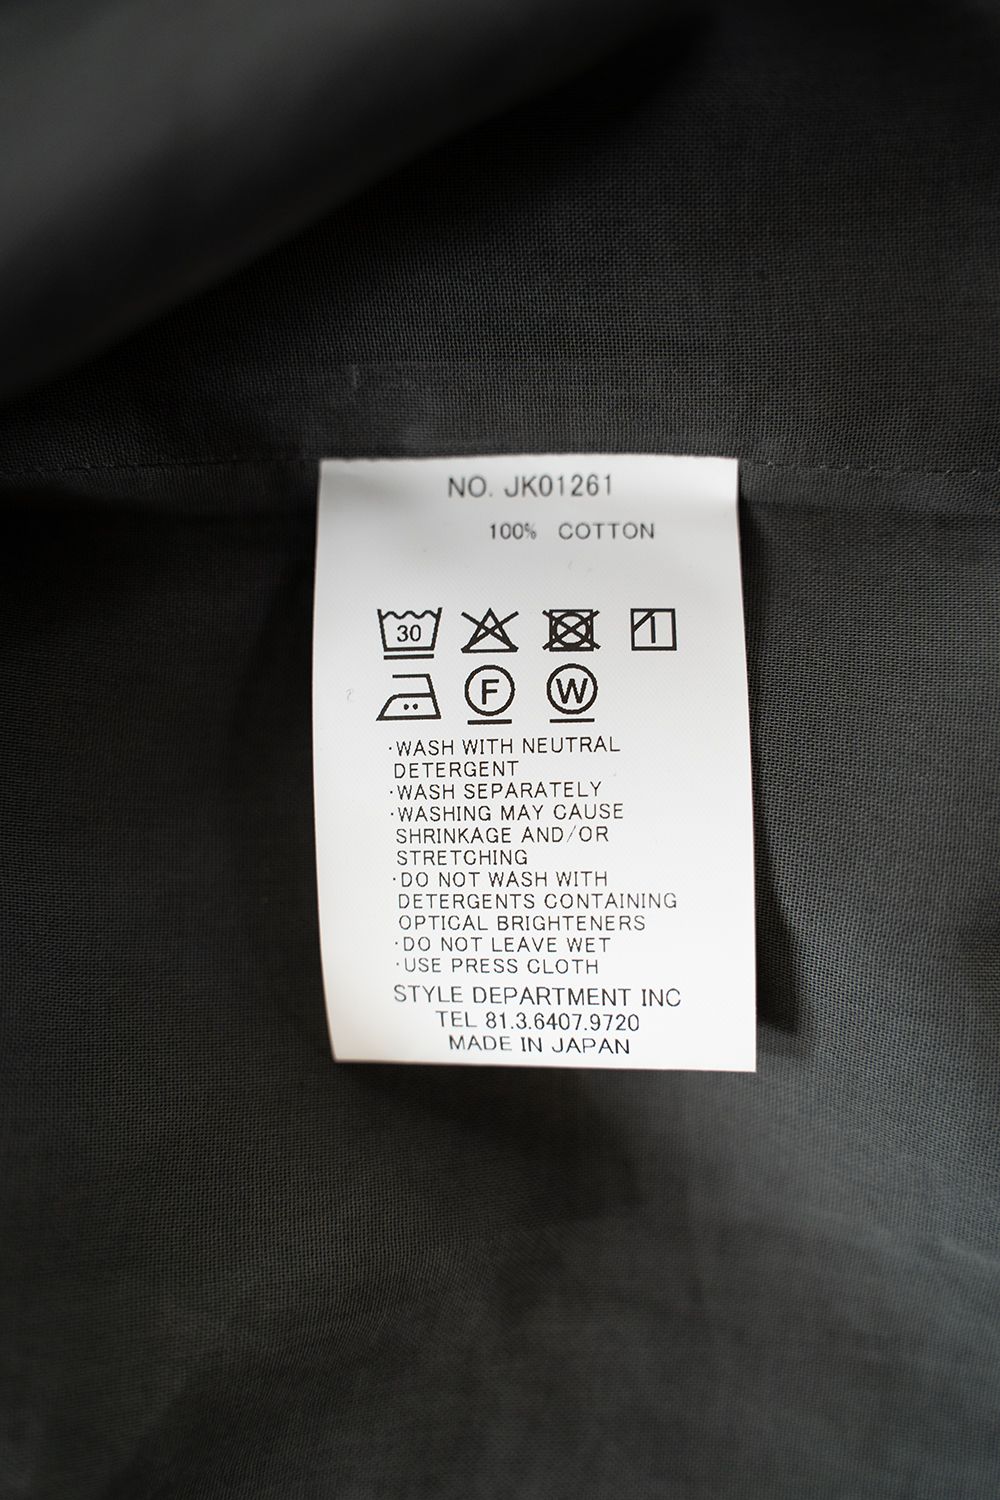 NO. JK01261
100% COTTON
30
F W
·WASH WITH NEUTRAL
DETERGENT
·WASH SEPARATELY
·WASHING MAY CAUSE
SHRINKAGE AND/OR
STRETCHING
·DO NOT WASH WITH
DETERGENTS CONTAINING
OPTICAL BRIGHTENERS
·DO NOT LEAVE WET
·USE PRESS CLOTH
STYLE DEPARTMENT INC
TEL 81.3.6407.9720
MADE IN JAPAN